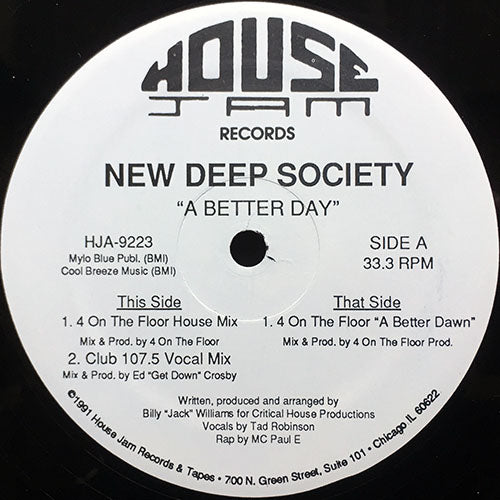 HOUSE
JAM
RECORDS
NEW DEEP SOCIETY
"A BETTER DAY"
HJA-9223
Mylo Blue Publ. (BMI)
Cool Breeze Music (BMI)
SIDE A
33.3 RPM
This Side
1. 4 On The Floor House Mix
Mix & Prod. by 4 On The Floor
2. Club 107.5 Vocal Mix
Mix & Prod. by Ed "Get Down" Crosby
That Side
1. 4 On The Floor "A Better Dawn"
Mix & Prod. by 4 On The Floor Prod.
Written, produced and arranged by
Billy "Jack" Williams for Critical House Productions
Vocals by Tad Robinson
Rap by MC Paul E
©1991 House Jam Records & Tapes • 700 N. Green Street, Suite 101 • Chicago IL 60622